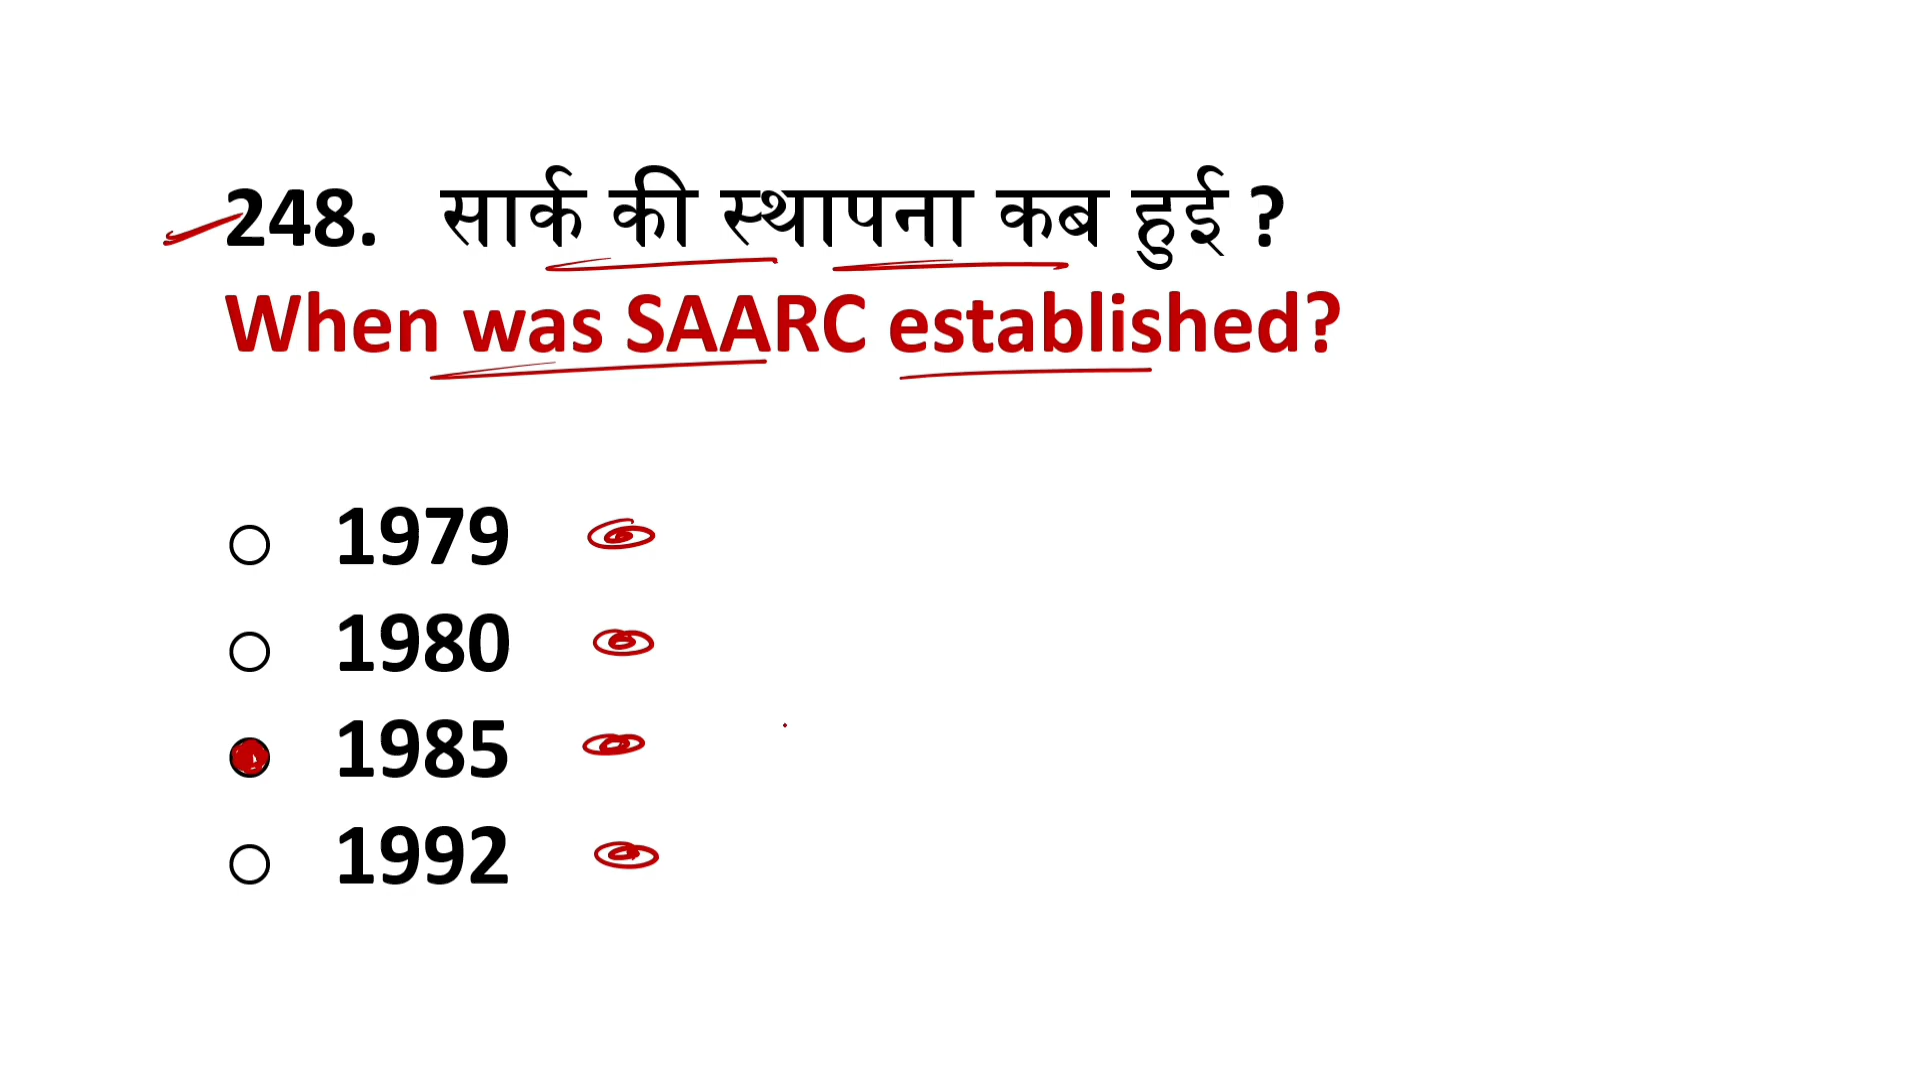 248. सार्क की स्थापना कब हुई ?
When was SAARC established?
1979
1980
1985
1992